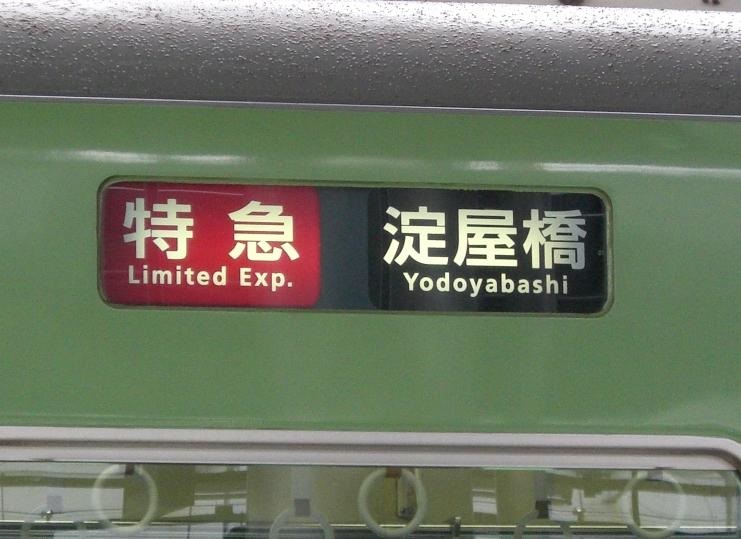 特急
Limited Exp.
淀屋橋
Yodoyabashi